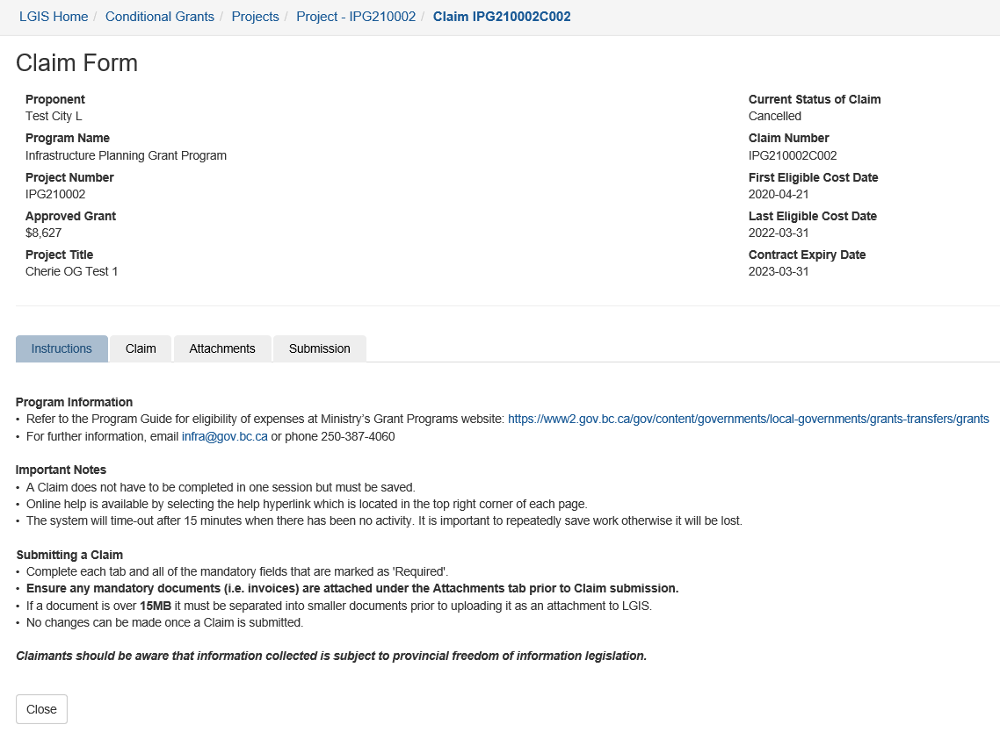 LGIS Home / Conditional Grants / Projects / Project - IPG210002 / Claim IPG210002C002
Claim Form
Proponent
Test City L
Program Name
Infrastructure Planning Grant Program
Project Number
IPG210002
Approved Grant
$8,627
Project Title
Cherie OG Test 1
Current Status of Claim
Cancelled
Claim Number
IPG210002C002
First Eligible Cost Date
2020-04-21
Last Eligible Cost Date
2022-03-31
Contract Expiry Date
2023-03-31
Instructions Claim Attachments Submission
Program Information
• Refer to the Program Guide for eligibility of expenses at Ministry's Grant Programs website: https://www2.gov.bc.ca/gov/content/governments/local-governments/grants-transfers/grants
• For further information, email infra@gov.bc.ca or phone 250-387-4060
Important Notes
• A Claim does not have to be completed in one session but must be saved.
• Online help is available by selecting the help hyperlink which is located in the top right corner of each page.
• The system will time-out after 15 minutes when there has been no activity. It is important to repeatedly save work otherwise it will be lost.
Submitting a Claim
• Complete each tab and all of the mandatory fields that are marked as 'Required'.
• Ensure any mandatory documents (i.e. invoices) are attached under the Attachments tab prior to Claim submission.
• If a document is over 15MB it must be separated into smaller documents prior to uploading it as an attachment to LGIS.
• No changes can be made once a Claim is submitted.
Claimants should be aware that information collected is subject to provincial freedom of information legislation.
Close